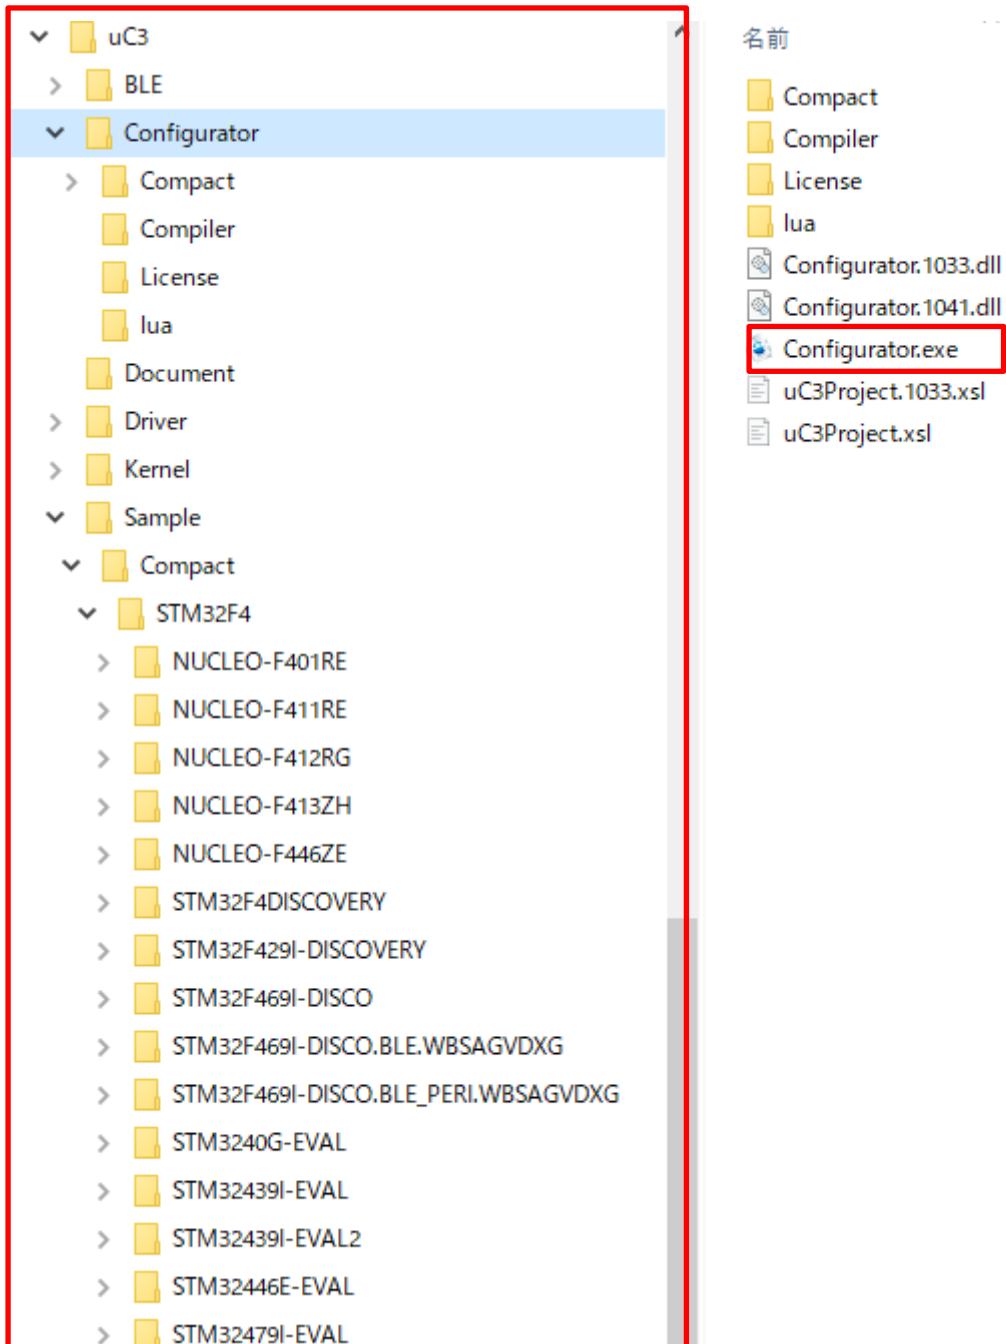 uC3
BLE
Configurator
Compact
Compiler
License
lua
Document
Driver
Kernel
Sample
Compact
STM32F4
NUCLEO-F401RE
NUCLEO-F411RE
NUCLEO-F412RG
NUCLEO-F413ZH
NUCLEO-F446ZE
STM32F4DISCOVERY
STM32F429I-DISCOVERY
STM32F469I-DISCO
STM32F469I-DISCO.BLE.WBSAGVDXG
STM32F469I-DISCO.BLE_PERI.WBSAGVDXG
STM3240G-EVAL
STM32439I-EVAL
STM32439I-EVAL2
STM32446E-EVAL
STM32479I-EVAL
名前
Compact
Compiler
License
lua
Configurator.1033.dll
Configurator.1041.dll
Configurator.exe
uC3Project.1033.xsl
uC3Project.xsl